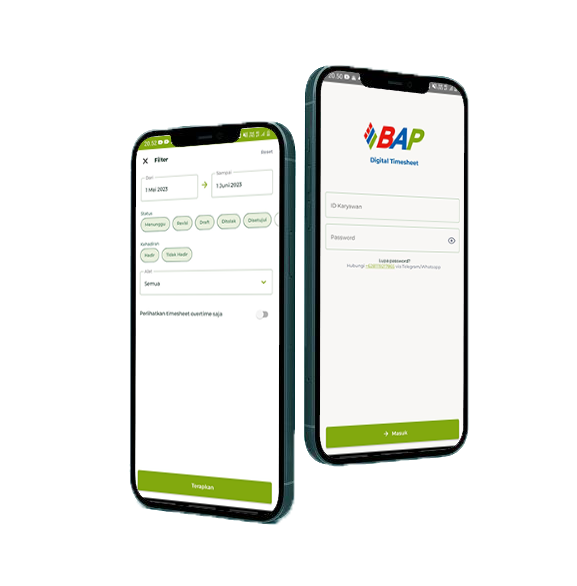 20.52
Filter
Reset
Dari
1 Mei 2023
Sampai
1 Juni 2023
Status
Menunggu
Revisi
Draft
Ditolak
Disetujui
Kehadiran
Hadir
Tidak Hadir
Semua
Perlihatkan timesheet overtime saja
Terapkan
20.50
BAP
Digital Timesheet
ID Karyawan
Password
Lupa password?
Hubungi
via Telegram/Whatsapp
Masuk